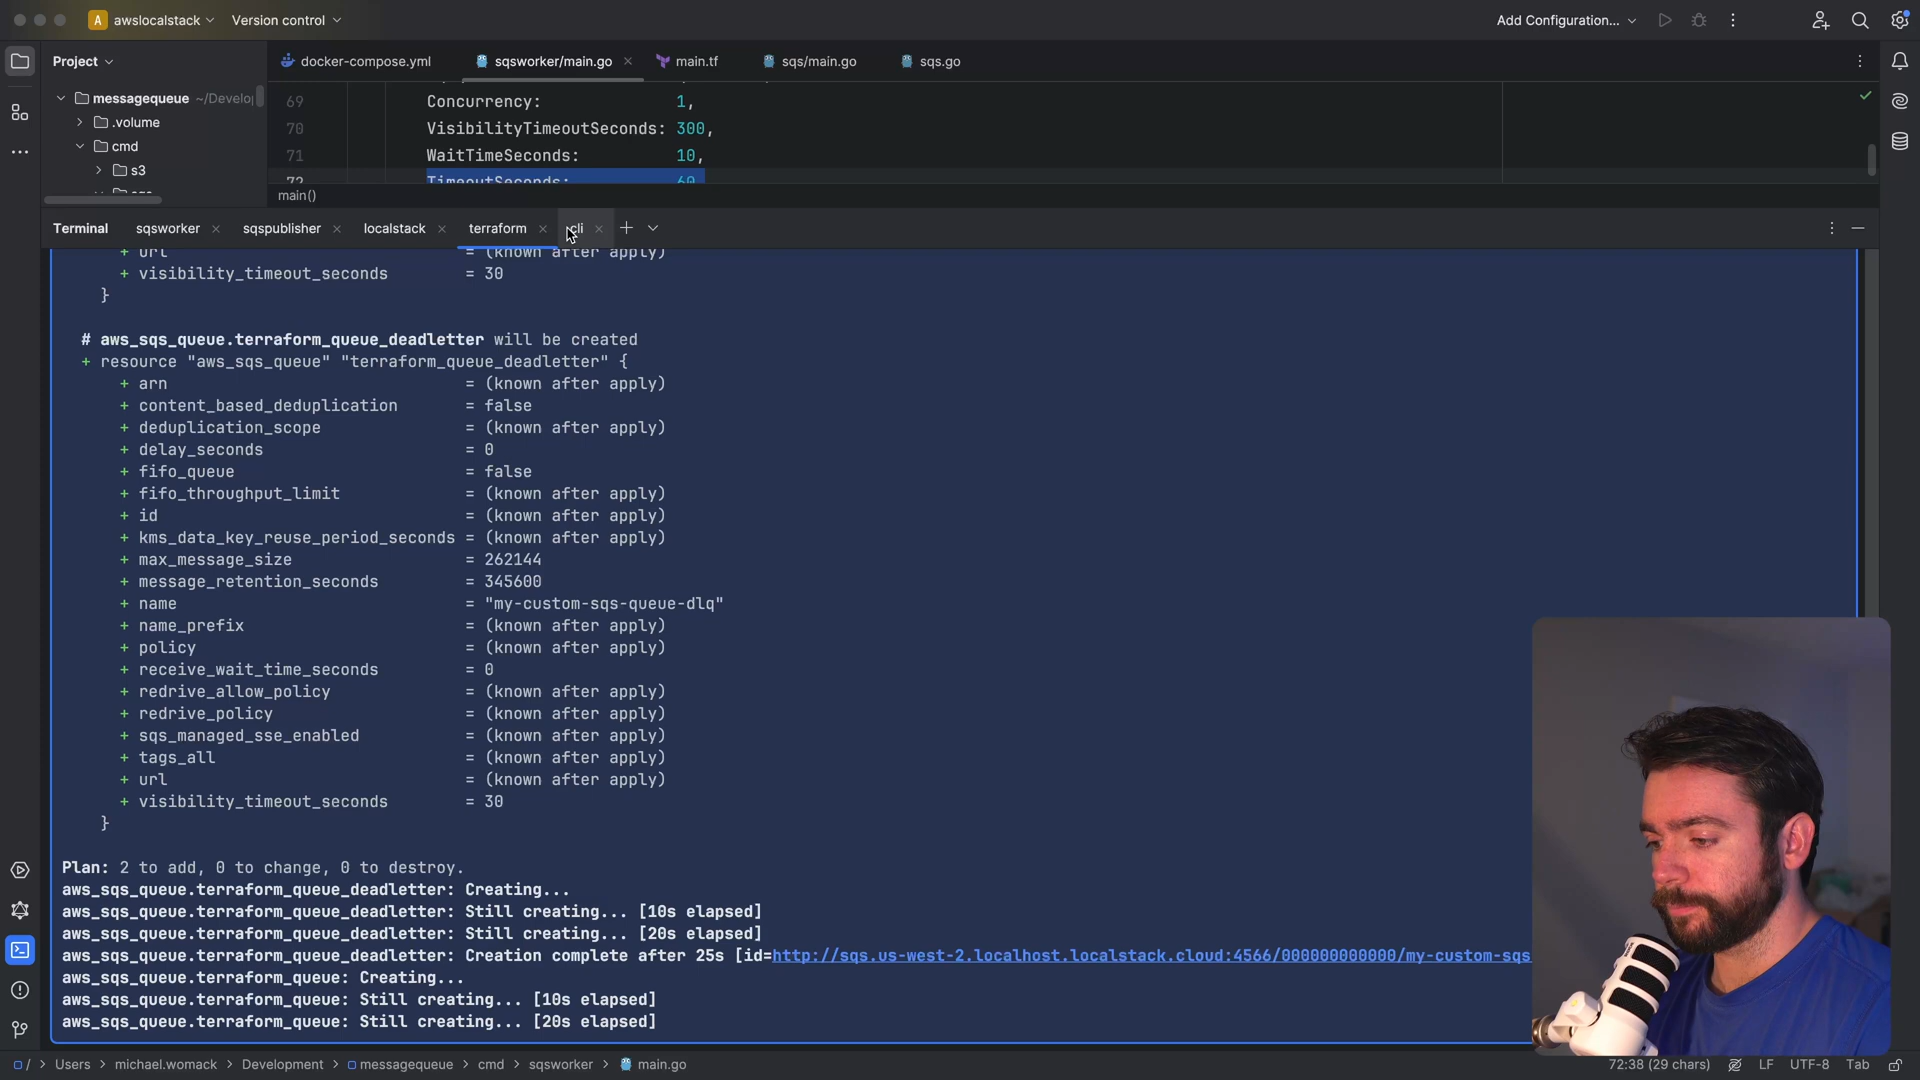 A awslocalstack Version control Add Configuration...
Project docker-compose.yml sqsworker/main.go main.tf sqs/main.go sqs.go
messagequeue ~/Develo
.volume
cmd
s3
69 Concurrency: 1,
70 VisibilityTimeoutSeconds: 300,
71 WaitTimeSeconds: 10,
72 TimeoutSeconds: 60
main()
Terminal sqsworker sqspublisher localstack terraform cli
+ url = (known after apply)
+ visibility_timeout_seconds = 30
}
# aws_sqs_queue.terraform_queue_deadletter will be created
+ resource "aws_sqs_queue" "terraform_queue_deadletter" {
+ arn = (known after apply)
+ content_based_deduplication = false
+ deduplication_scope = (known after apply)
+ delay_seconds = 0
+ fifo_queue = false
+ fifo_throughput_limit = (known after apply)
+ id = (known after apply)
+ kms_data_key_reuse_period_seconds = (known after apply)
+ max_message_size = 262144
+ message_retention_seconds = 345600
+ name = "my-custom-sqs-queue-dlq"
+ name_prefix = (known after apply)
+ policy = (known after apply)
+ receive_wait_time_seconds = 0
+ redrive_allow_policy = (known after apply)
+ redrive_policy = (known after apply)
+ sqs_managed_sse_enabled = (known after apply)
+ tags_all = (known after apply)
+ url = (known after apply)
+ visibility_timeout_seconds = 30
}
Plan: 2 to add, 0 to change, 0 to destroy.
aws_sqs_queue.terraform_queue_deadletter: Creating...
aws_sqs_queue.terraform_queue_deadletter: Still creating... [10s elapsed]
aws_sqs_queue.terraform_queue_deadletter: Still creating... [20s elapsed]
aws_sqs_queue.terraform_queue_deadletter: Creation complete after 25s [id=http://sqs.us-west-2.localhost.localstack.cloud:4566/000000000000/my-custom-sqs
aws_sqs_queue.terraform_queue: Creating...
aws_sqs_queue.terraform_queue: Still creating... [10s elapsed]
aws_sqs_queue.terraform_queue: Still creating... [20s elapsed]
/ > Users > michael.womack > Development > messagequeue > cmd > sqsworker > main.go 72:38 (29 chars) LF UTF-8 Tab